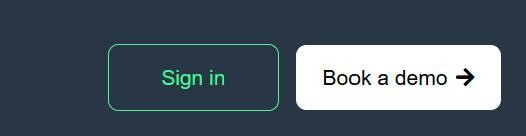 Sign in
Book a demo →